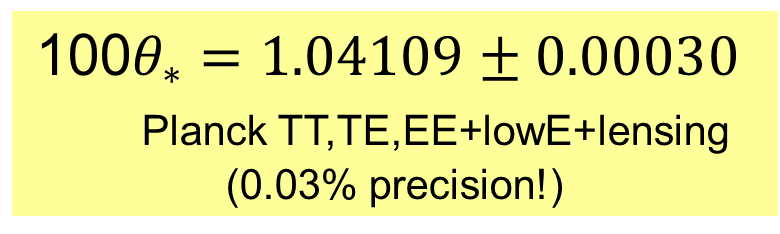 100θ* = 1.04109 ± 0.00030
Planck TT,TE,EE+lowE+lensing
(0.03% precision!)